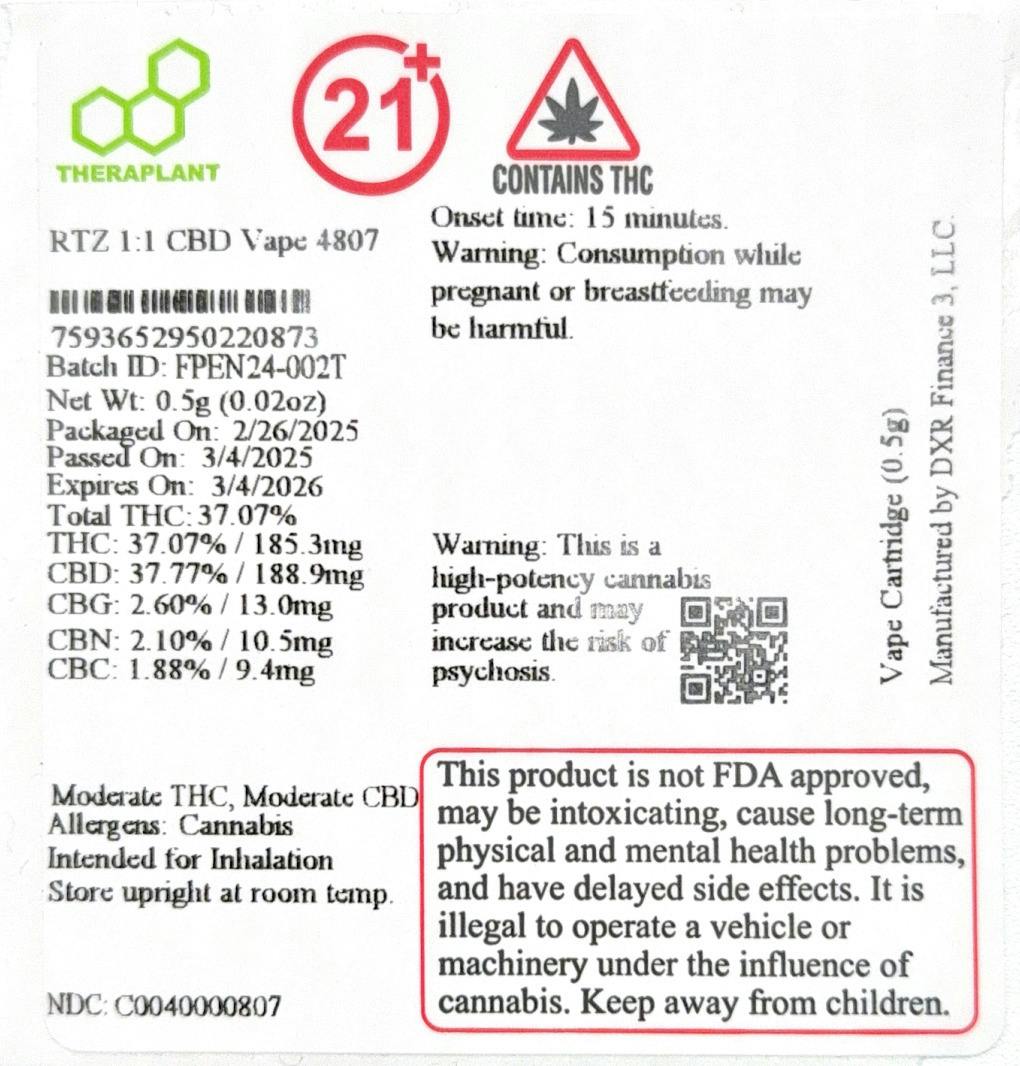 THERAPLANT
21+
CONTAINS THC
RTZ 1:1 CBD Vape 4807
7593652950220873
Batch ID: FPEN24-002T
Net Wt: 0.5g (0.02oz)
Packaged On: 2/26/2025
Passed On: 3/4/2025
Expires On: 3/4/2026
Total THC: 37.07%
THC: 37.07% / 185.3mg
CBD: 37.77% / 188.9mg
CBG: 2.60% / 13.0mg
CBN: 2.10% / 10.5mg
CBC: 1.88% / 9.4mg
Moderate THC, Moderate CBD
Allergens: Cannabis
Intended for Inhalation
Store upright at room temp.
NDC: C0040000807
Onset time: 15 minutes.
Warning: Consumption while
pregnant or breastfeeding may
be harmful.
Warning: This is a
high-potency cannabis
product and may
increase the risk of
psychosis.
This product is not FDA approved,
may be intoxicating, cause long-term
physical and mental health problems,
and have delayed side effects. It is
illegal to operate a vehicle or
machinery under the influence of
cannabis. Keep away from children.
Vape Cartridge (0.5g)
Manufactured by DXR Finance 3, LLC.